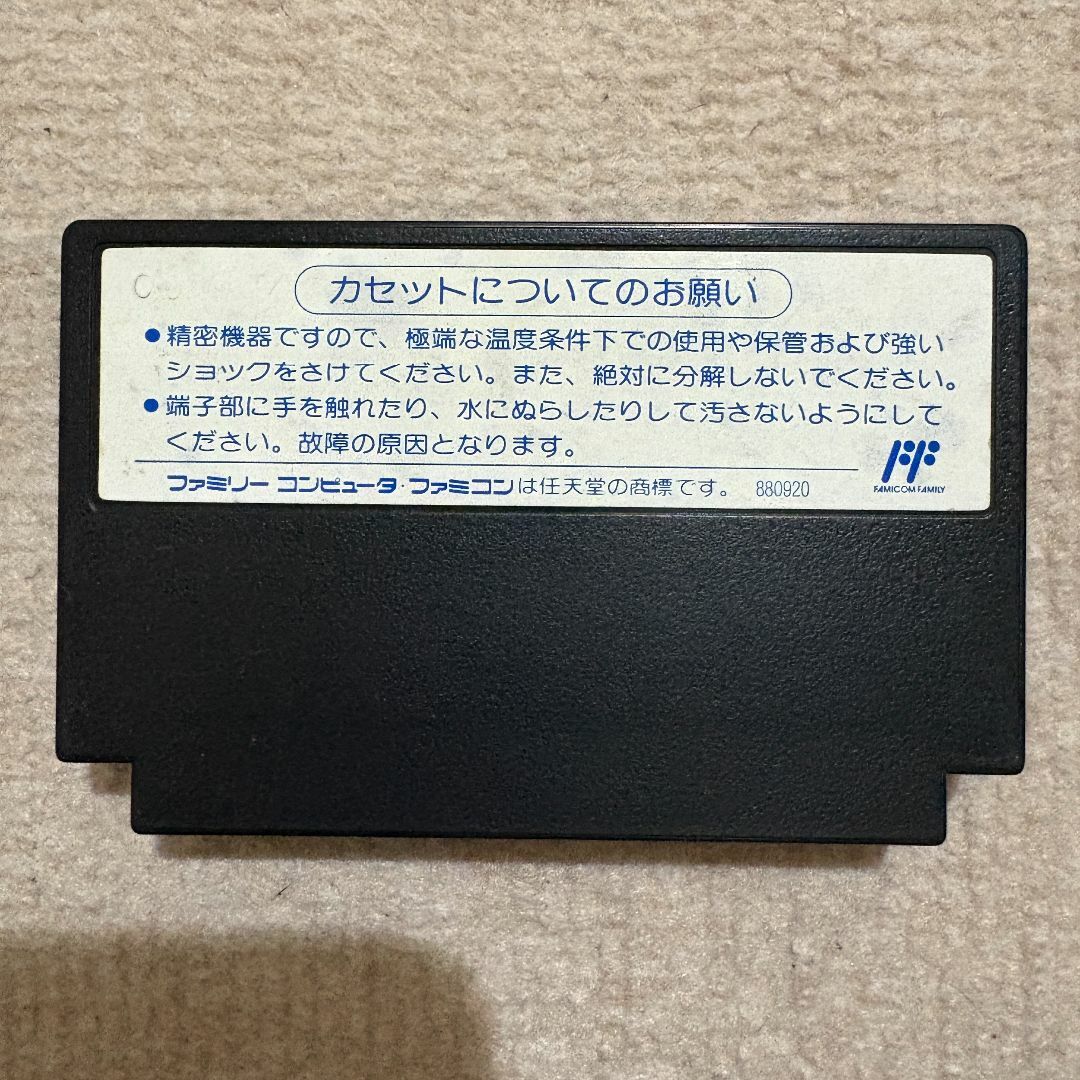 カセットについてのお願い
●精密機器ですので、極端な温度条件下での使用や保管および強い
ショックをさけてください。また、絶対に分解しないでください。
●端子部に手を触れたり、水にぬらしたりして汚さないようにして
ください。故障の原因となります。
ファミリー コンピュータ・ファミコンは任天堂の商標です。 880920
FF
FAMICOM FAMILY